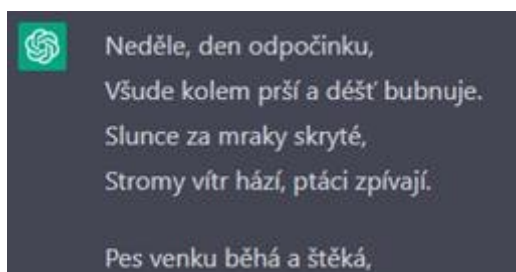 Neděle, den odpočinku,
Všude kolem prší a déšť bubnuje.
Slunce za mraky skryté,
Stromy vítr hází, ptáci zpívají.
Pes venku běhá a štěká,